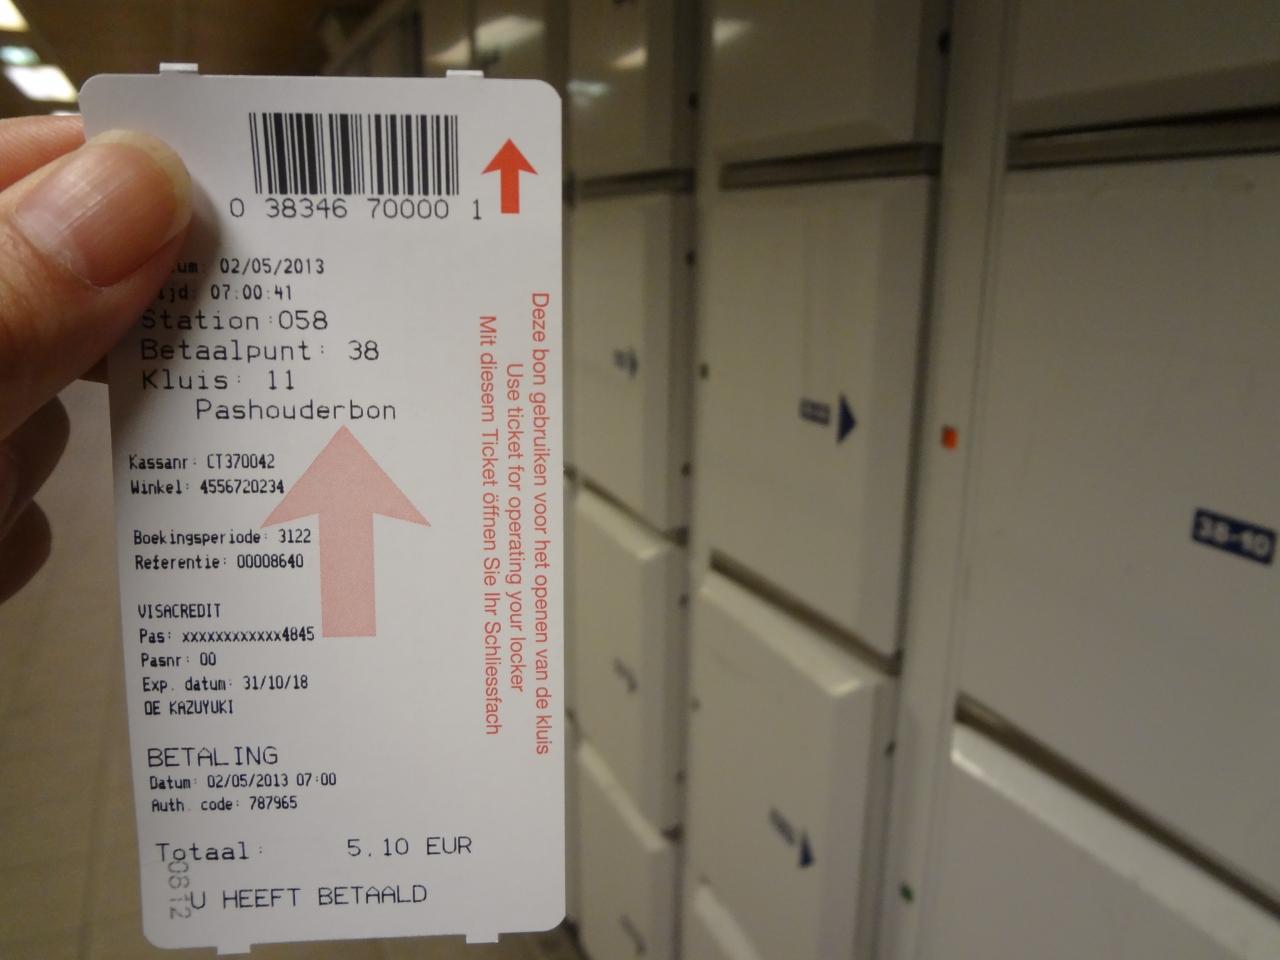 0 38346 70000 1
um: 02/05/2013
ijd: 07:00:41
Station:058
Betaalpunt: 38
Kluis: 11
Pashouderbon
Kassanr: CT370042
Winkel: 4556720234
Boekingsperiode: 3122
Referentie: 00008640
VISACREDIT
Pas: xxxxxxxxxxxx4845
Pasnr: 00
Exp. datum: 31/10/18
OE KAZUYUKI
BETALING
Datum: 02/05/2013 07:00
Auth. code: 787965
Totaal: 5.10 EUR
U HEEFT BETAALD
0812
Deze bon gebruiken voor het openen van de kluis
Use ticket for operating your locker
Mit diesem Ticket öffnen Sie Ihr Schliessfach
38-10